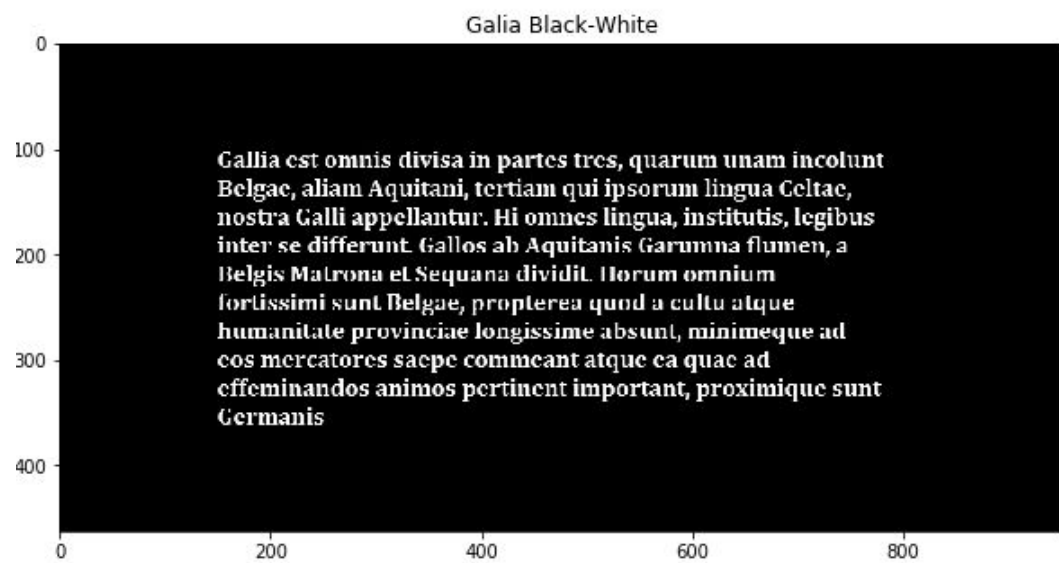 Galia Black-White
0
100
200
300
400
Gallia est omnis divisa in partes tres, quarum unam incolunt
Belgae, aliam Aquitani, tertiam qui ipsorum lingua Celtae,
nostra Galli appellantur. Hi omnes lingua, institutis, legibus
inter se differunt. Gallos ab Aquitanis Garumna flumen, a
Belgis Matrona et Sequana dividit. Horum omnium
fortissimi sunt Belgae, propterea quod a cultu atque
humanitate provinciae longissime absunt, minimeque ad
eos mercatores saepe commeant atque ea quae ad
effeminandos animos pertinent important, proximique sunt
Germanis
0 200 400 600 800